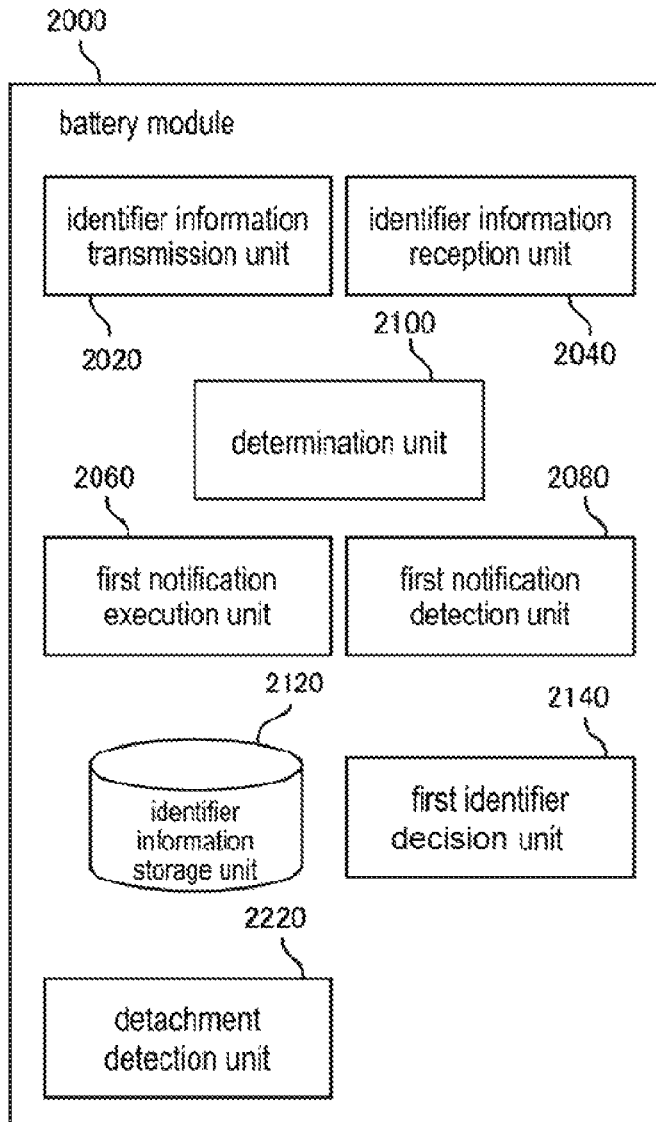 2000
battery module
identifier information
transmission unit
identifier information
reception unit
2020
2100
2040
determination unit
2060
2080
first notification
execution unit
first notification
detection unit
2120
2140
identifier
information
storage unit
first identifier
decision unit
2220
detachment
detection unit